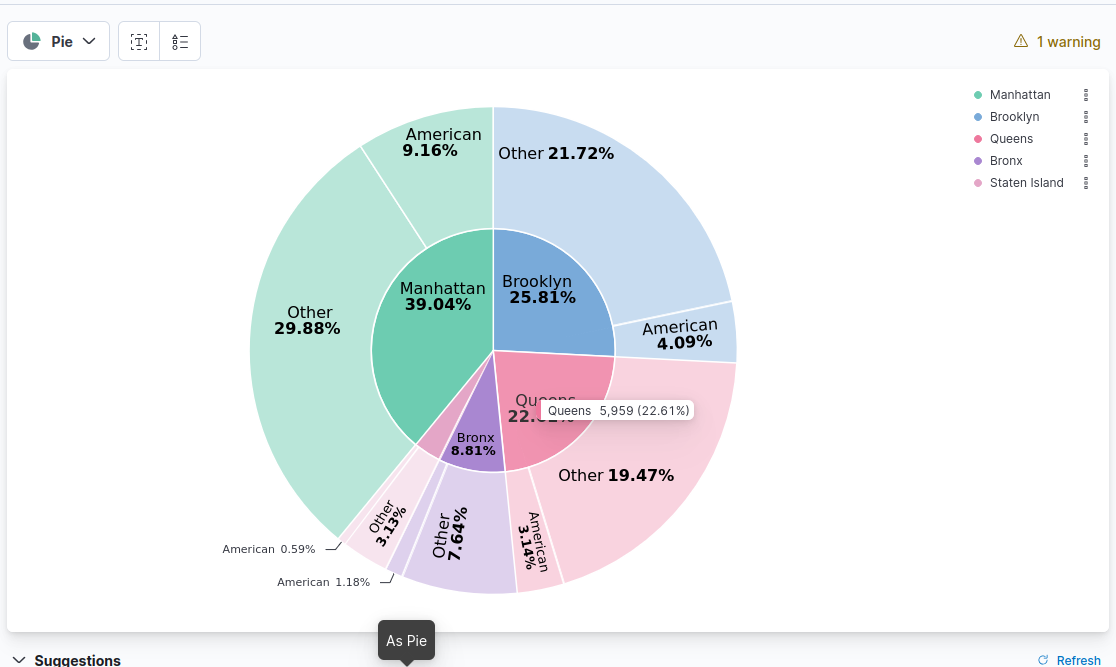 Pie
1 warning
Manhattan
Brooklyn
Queens
Bronx
Staten Island
American
9.16%
Other 21.72%
Manhattan
39.04%
Brooklyn
25.81%
Other
29.88%
American
4.09%
Queens 5,959 (22.61%)
Bronx
8.81%
Other 19.47%
Other
3.13%
Other
7.64%
American
3.14%
American 0.59%
American 1.18%
As Pie
Suggestions
Refresh